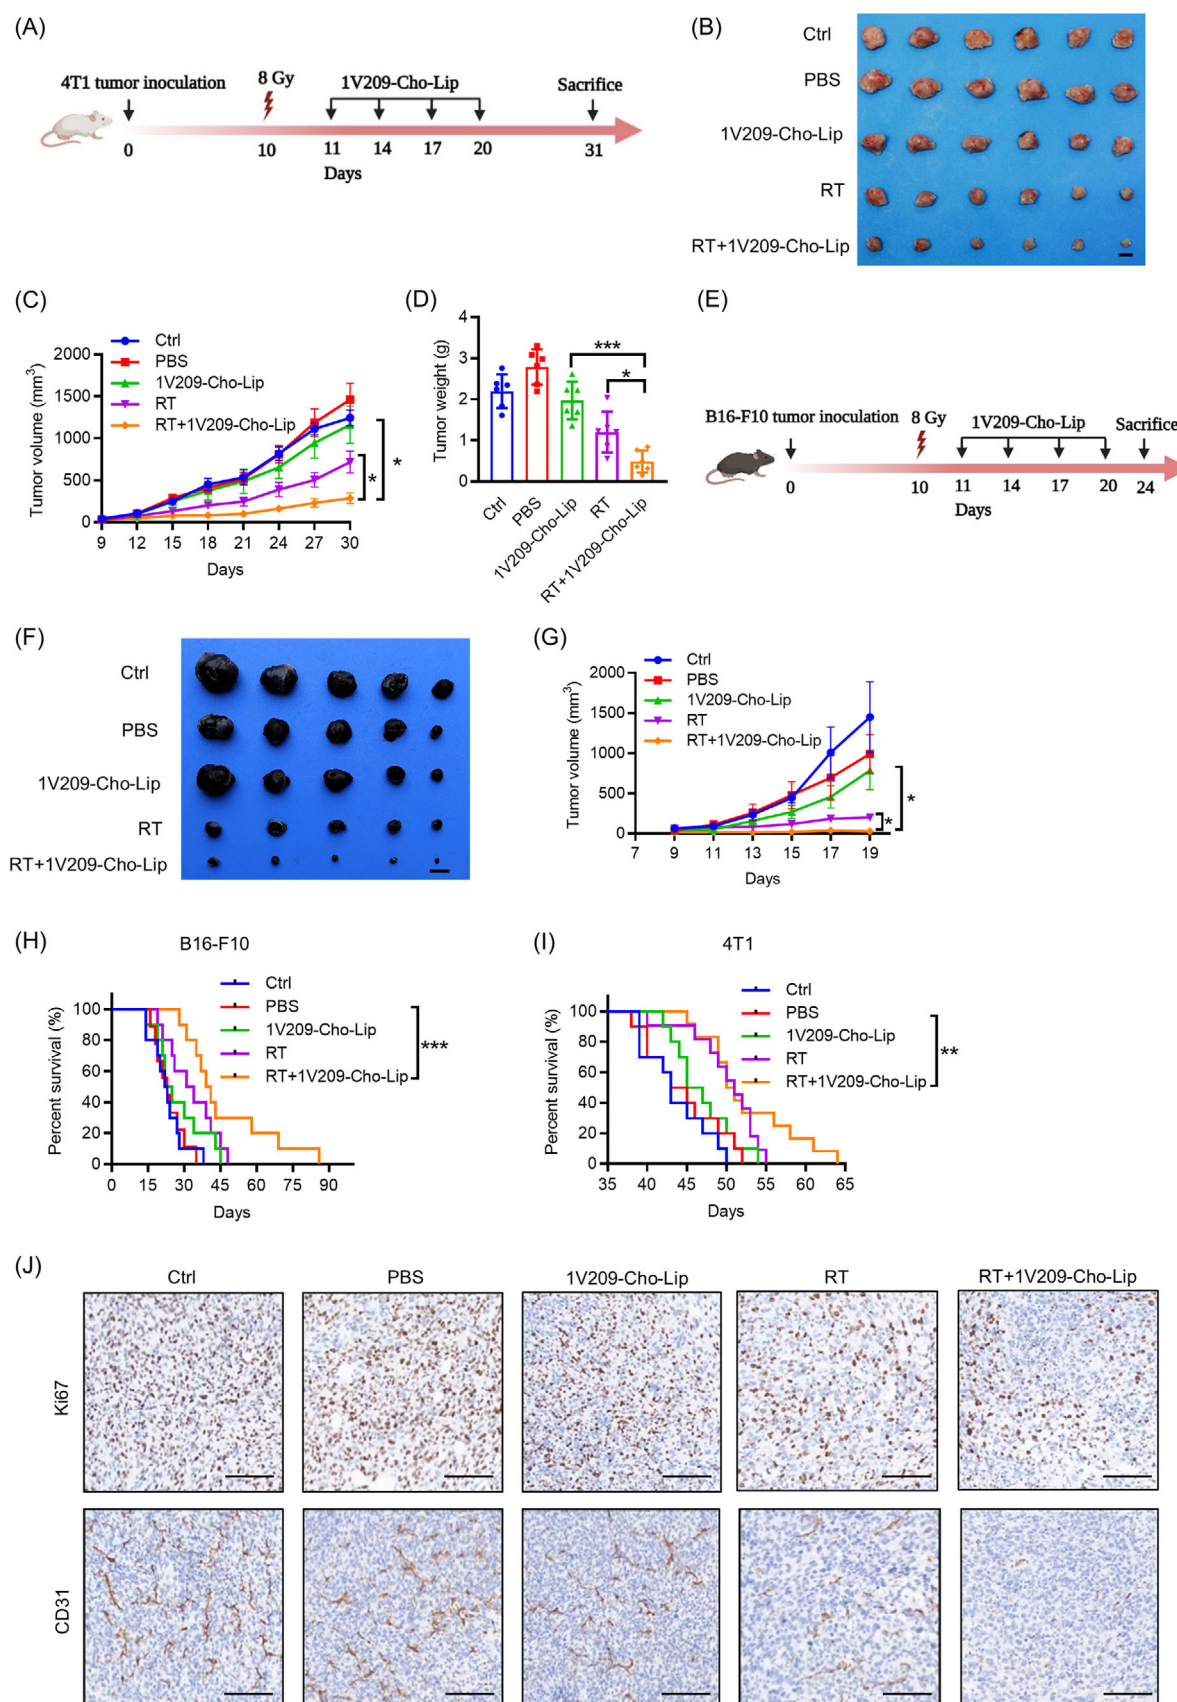 (A)
4T1 tumor inoculation
8 Gy
1V209-Cho-Lip
Sacrifice
0 10 11 14 17 20 31
Days
(B)
Ctrl
PBS
1V209-Cho-Lip
RT
RT+1V209-Cho-Lip
(C)
Ctrl
PBS
1V209-Cho-Lip
RT
RT+1V209-Cho-Lip
Tumor volume (mm3)
2000
1500
1000
500
0
9 12 15 18 21 24 27 30
Days
*
*
(D)
Tumor weight (g)
4
3
2
1
0
***
*
Ctrl
PBS
1V209-Cho-Lip
RT
RT+1V209-Cho-Lip
(E)
B16-F10 tumor inoculation
8 Gy
1V209-Cho-Lip
Sacrifice
0 10 11 14 17 20 24
Days
(F)
Ctrl
PBS
1V209-Cho-Lip
RT
RT+1V209-Cho-Lip
(G)
Ctrl
PBS
1V209-Cho-Lip
RT
RT+1V209-Cho-Lip
Tumor volume (mm3)
2000
1500
1000
500
0
7 9 11 13 15 17 19
Days
*
*
(H)
B16-F10
Ctrl
PBS
1V209-Cho-Lip
RT
RT+1V209-Cho-Lip
***
Percent survival (%)
100
80
60
40
20
0
0 15 30 45 60 75 90
Days
(I)
4T1
Ctrl
PBS
1V209-Cho-Lip
RT
RT+1V209-Cho-Lip
**
Percent survival (%)
100
80
60
40
20
0
35 40 45 50 55 60 65
Days
(J)
Ctrl PBS 1V209-Cho-Lip RT RT+1V209-Cho-Lip
Ki67
CD31